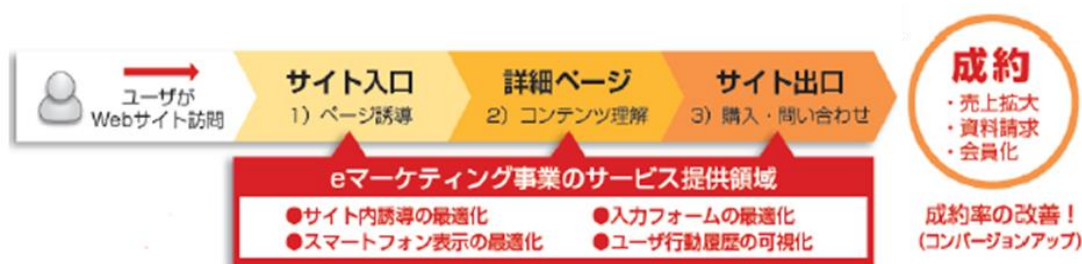 ユーザが
Webサイト訪問
サイト入口
1）ページ誘導
詳細ページ
2）コンテンツ理解
サイト出口
3）購入・問い合わせ
成約
・売上拡大
・資料請求
・会員化
eマーケティング事業のサービス提供領域
●サイト内誘導の最適化
●入力フォームの最適化
●スマートフォン表示の最適化
●ユーザ行動履歴の可視化
成約率の改善！
(コンバージョンアップ)